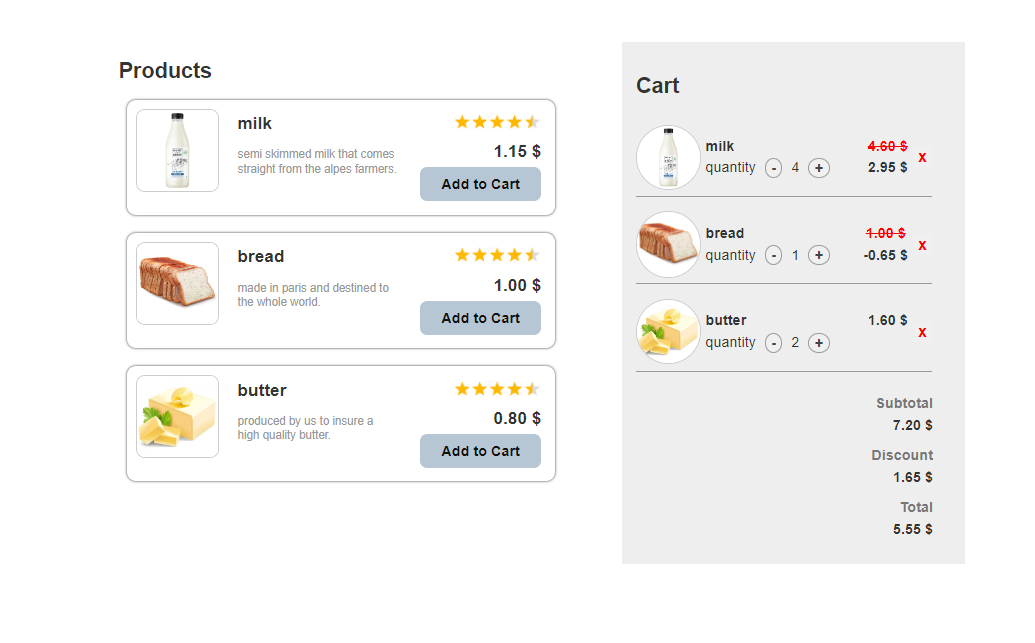 Products
milk
semi skimmed milk that comes
straight from the alpes farmers.
1.15 $
Add to Cart
bread
made in paris and destined to
the whole world.
1.00 $
Add to Cart
butter
produced by us to insure a
high quality butter.
0.80 $
Add to Cart
Cart
milk
4.60 $
quantity - 4 +
2.95 $
x
bread
1.00 $
quantity - 1 +
-0.65 $
x
butter
1.60 $
quantity - 2 +
x
Subtotal
7.20 $
Discount
1.65 $
Total
5.55 $